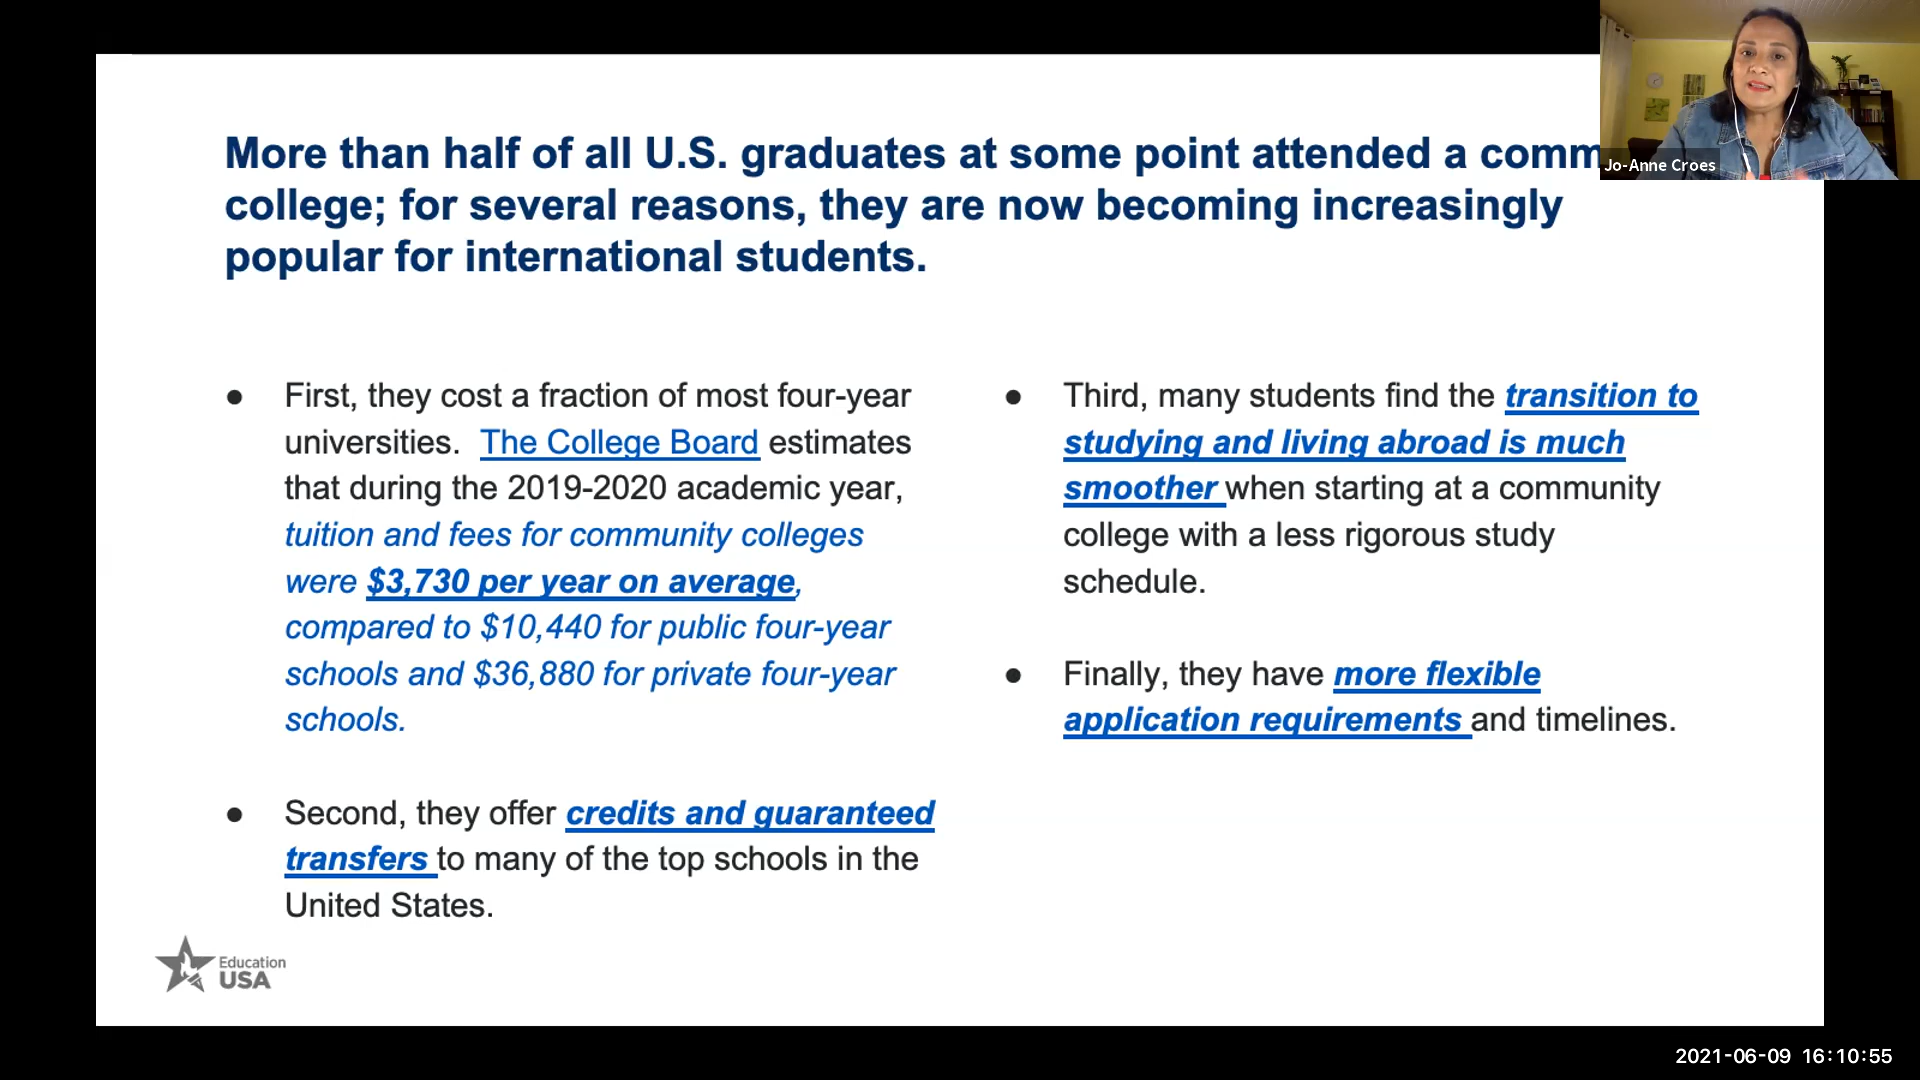 More than half of all U.S. graduates at some point attended a comm
college; for several reasons, they are now becoming increasingly
popular for international students.
Jo-Anne Croes
● First, they cost a fraction of most four-year
universities. The College Board estimates
that during the 2019-2020 academic year,
tuition and fees for community colleges
were $3,730 per year on average,
compared to $10,440 for public four-year
schools and $36,880 for private four-year
schools.
● Second, they offer credits and guaranteed
transfers to many of the top schools in the
United States.
● Third, many students find the transition to
studying and living abroad is much
smoother when starting at a community
college with a less rigorous study
schedule.
● Finally, they have more flexible
application requirements and timelines.
Education
USA
2021-06-09 16:10:55